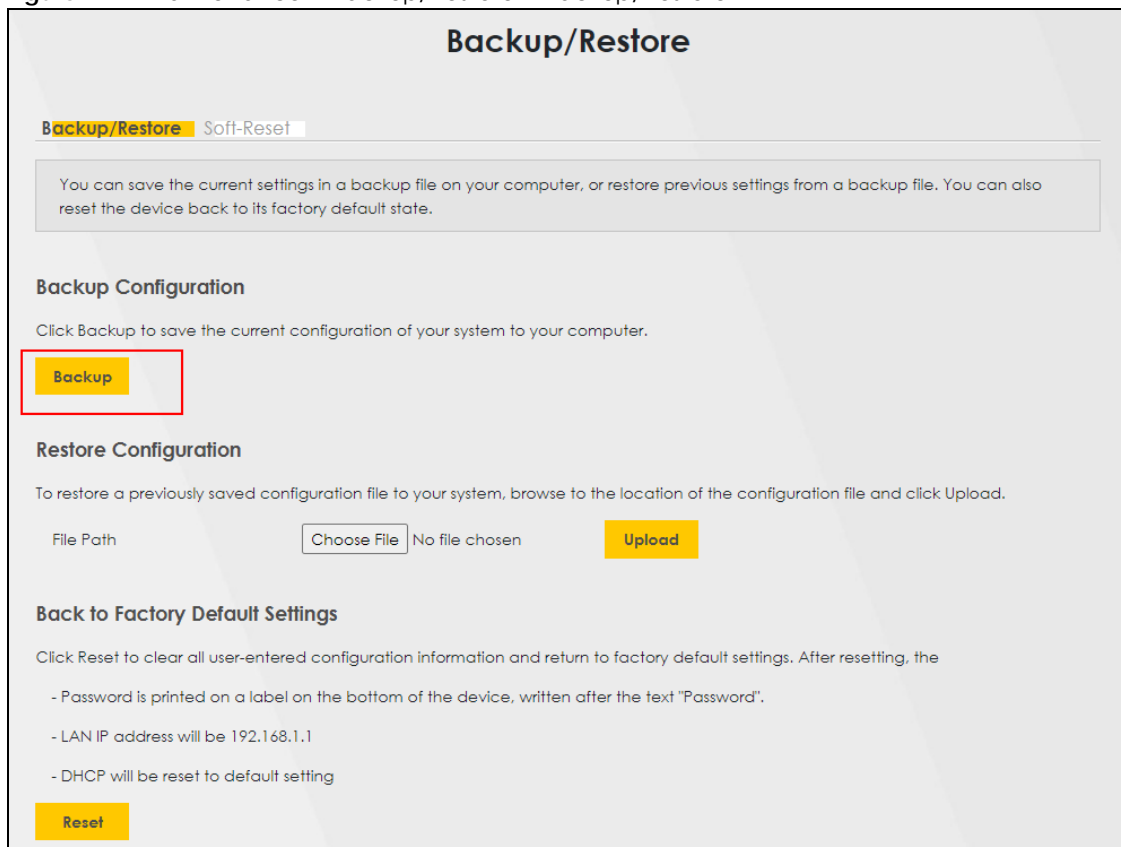 Backup/Restore
Backup/Restore Soft-Reset
You can save the current settings in a backup file on your computer, or restore previous settings from a backup file. You can also
reset the device back to its factory default state.
Backup Configuration
Click Backup to save the current configuration of your system to your computer.
Backup
Restore Configuration
To restore a previously saved configuration file to your system, browse to the location of the configuration file and click Upload.
File Path Choose File No file chosen Upload
Back to Factory Default Settings
Click Reset to clear all user-entered configuration information and return to factory default settings. After resetting, the
- Password is printed on a label on the bottom of the device, written after the text "Password".
- LAN IP address will be 192.168.1.1
- DHCP will be reset to default setting
Reset